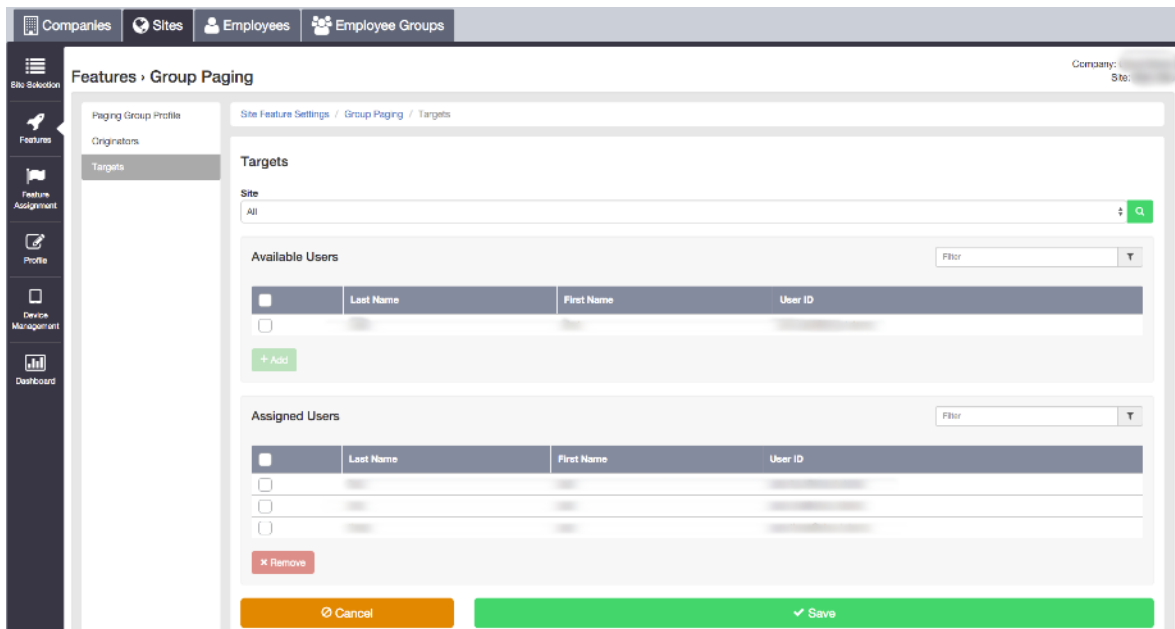 Companies Sites Employees Employee Groups
Site Selection
Features
Feature Assignment
Profile
Device Management
Dashboard
Features › Group Paging
Company:
Site:
Paging Group Profile
Originators
Targets
Site Feature Settings / Group Paging / Targets
Targets
Site
All
Available Users
Filter
Last Name First Name User ID
+ Add
Assigned Users
Filter
Last Name First Name User ID
× Remove
Cancel
Save